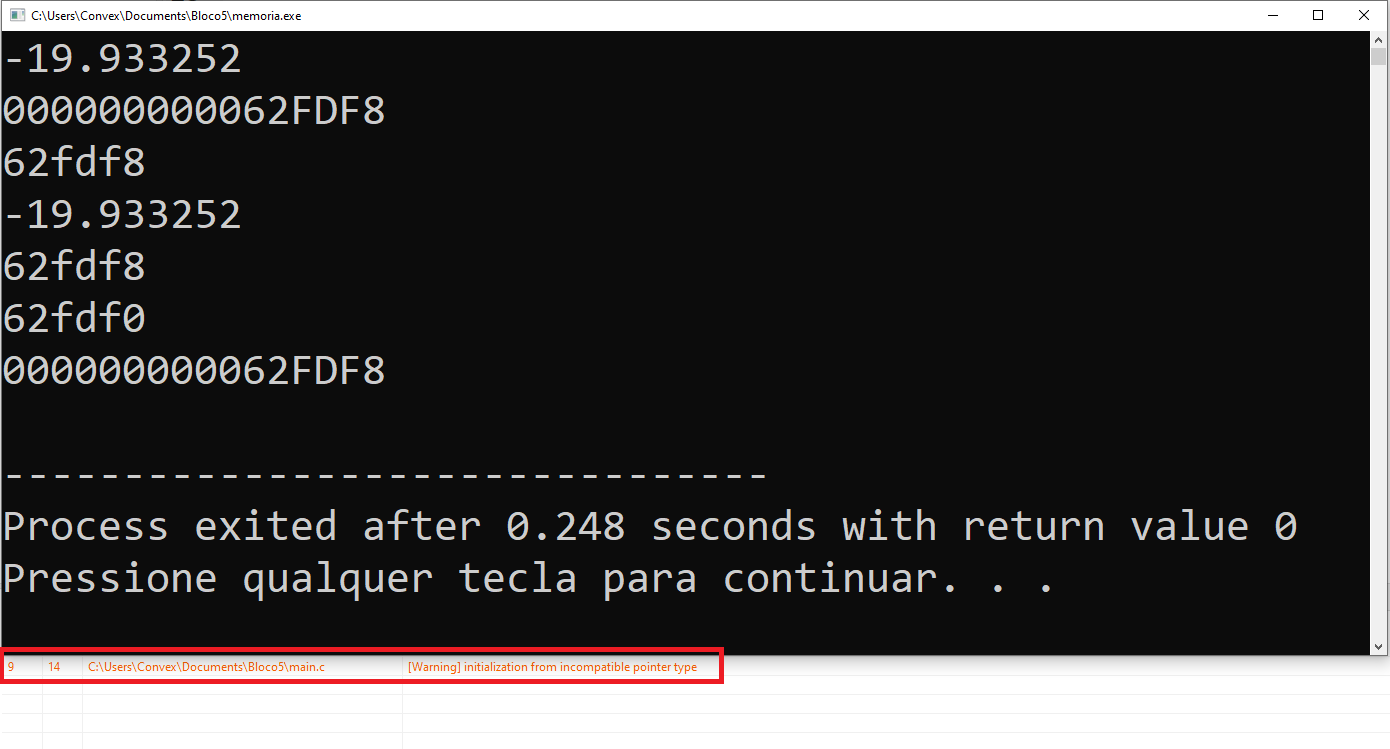 C:\Users\Convex\Documents\Bloco5\memoria.exe
-19.933252
000000000062FDF8
62fdf8
-19.933252
62fdf8
62fdf0
000000000062FDF8
--------------------------------
Process exited after 0.248 seconds with return value 0
Pressione qualquer tecla para continuar. . .
9 14 C:\Users\Convex\Documents\Bloco5\main.c [Warning] initialization from incompatible pointer type